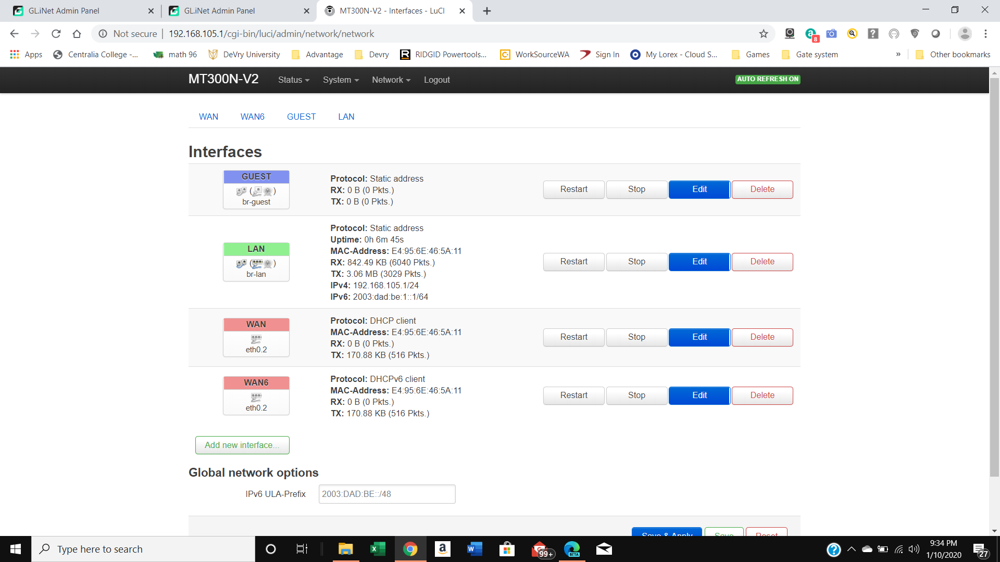 GL.iNet Admin Panel
GL.iNet Admin Panel
MT300N-V2 - Interfaces - LuCI
Not secure
192.168.105.1/cgi-bin/luci/admin/network/network
8
Apps
Centralia College -...
math 96
DeVry University
Advantage
Devry
RIDGID Powertools...
WorkSourceWA
Sign In
My Lorex - Cloud S...
Games
Gate system
»
Other bookmarks
MT300N-V2
Status
System
Network
Logout
AUTO REFRESH ON
WAN
WAN6
GUEST
LAN
Interfaces
GUEST
( )
br-guest
Protocol: Static address
RX: 0 B (0 Pkts.)
TX: 0 B (0 Pkts.)
Restart
Stop
Edit
Delete
LAN
( )
br-lan
Protocol: Static address
Uptime: 0h 6m 45s
MAC-Address: E4:95:6E:46:5A:11
RX: 842.49 KB (6040 Pkts.)
TX: 3.06 MB (3029 Pkts.)
IPv4: 192.168.105.1/24
IPv6: 2003:dad:be:1::1/64
Restart
Stop
Edit
Delete
WAN
eth0.2
Protocol: DHCP client
MAC-Address: E4:95:6E:46:5A:11
RX: 0 B (0 Pkts.)
TX: 170.88 KB (516 Pkts.)
Restart
Stop
Edit
Delete
WAN6
eth0.2
Protocol: DHCPv6 client
MAC-Address: E4:95:6E:46:5A:11
RX: 0 B (0 Pkts.)
TX: 170.88 KB (516 Pkts.)
Restart
Stop
Edit
Delete
Add new interface...
Global network options
IPv6 ULA-Prefix
2003:DAD:BE::/48
Save & Apply
Save
Reset
Type here to search
99+
BETA
9:34 PM
1/10/2020
27